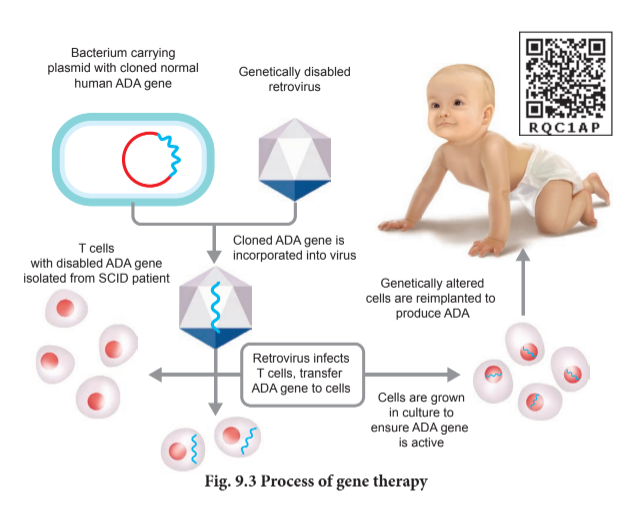 Bacterium carrying
plasmid with cloned normal
human ADA gene
Genetically disabled
retrovirus
RQC1AP
Cloned ADA gene is
incorporated into virus
T cells
with disabled ADA gene
isolated from SCID patient
Genetically altered
cells are reimplanted to
produce ADA
Retrovirus infects
T cells, transfer
ADA gene to cells
Cells are grown
in culture to
ensure ADA gene
is active
Fig. 9.3 Process of gene therapy